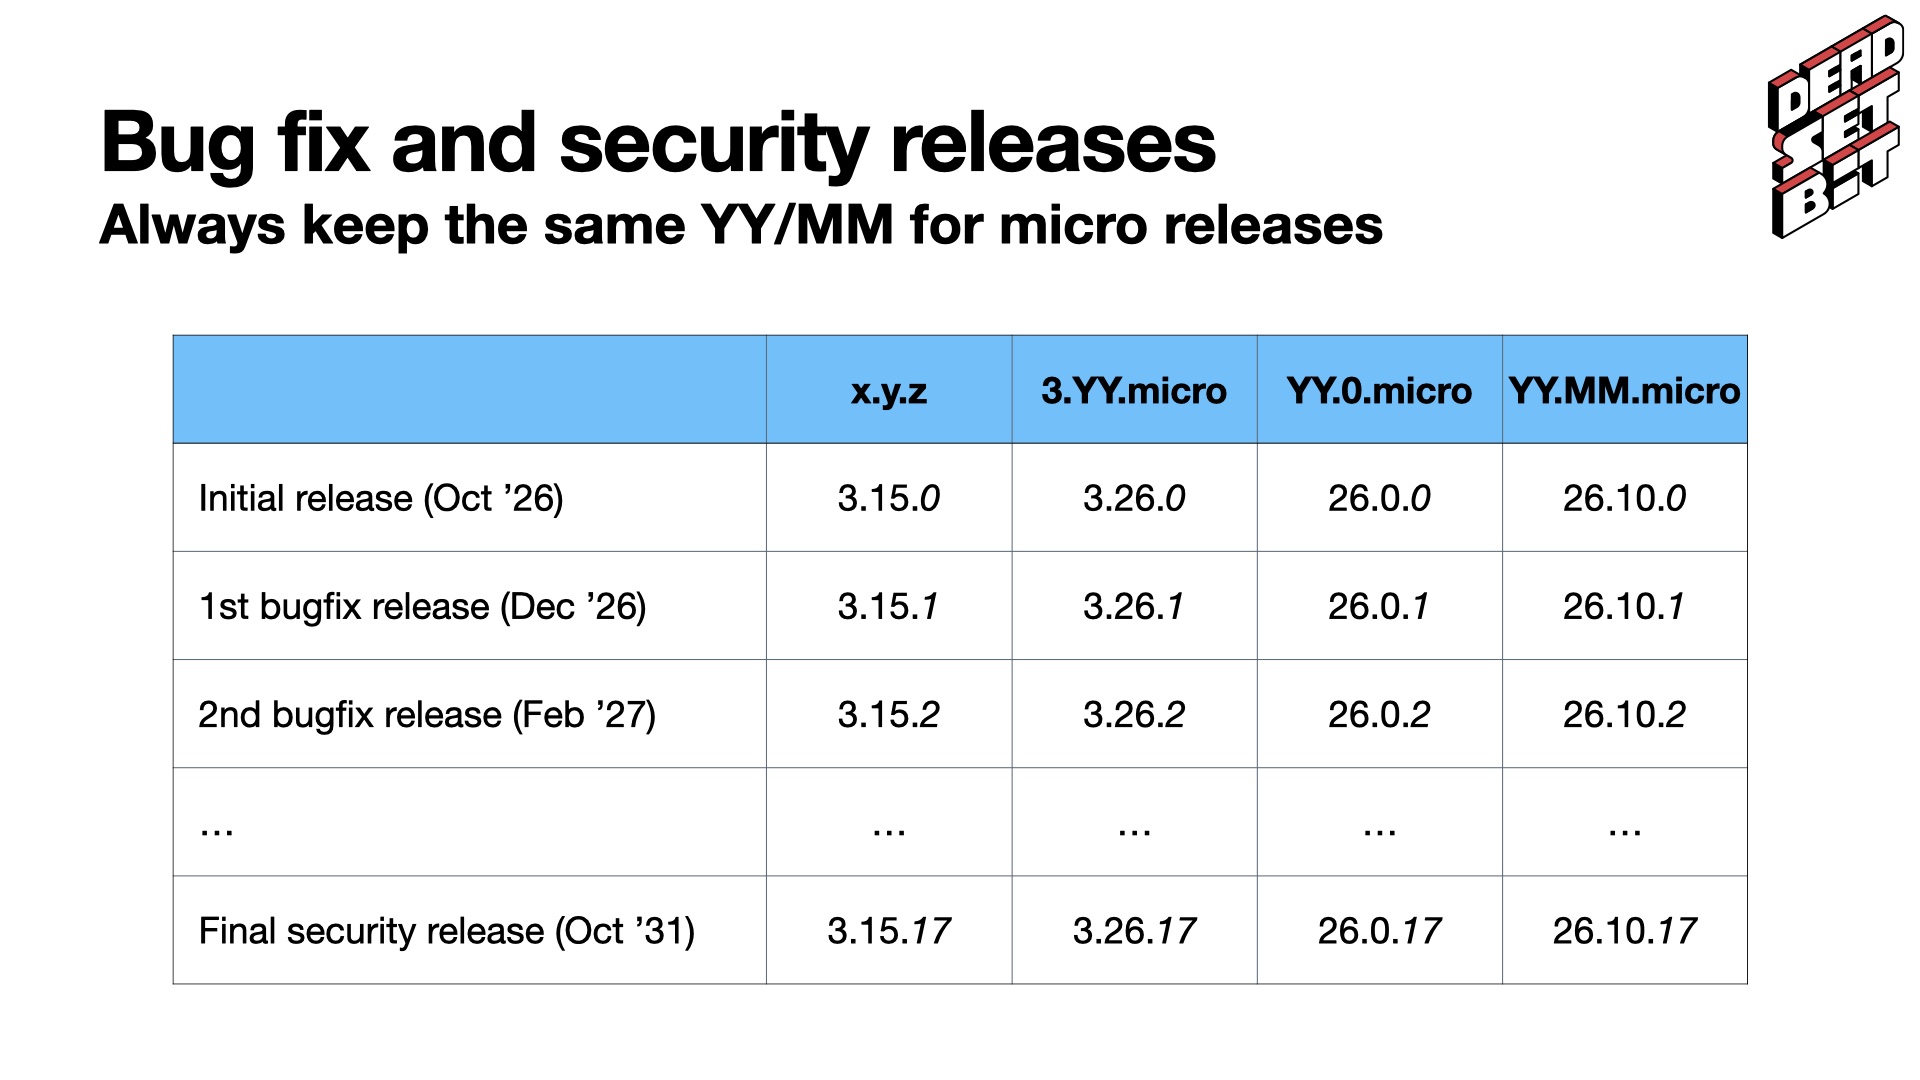 DEAD
SET
BIT
Bug fix and security releases
Always keep the same YY/MM for micro releases
x.y.z 3.YY.micro YY.0.micro YY.MM.micro
Initial release (Oct ’26) 3.15.0 3.26.0 26.0.0 26.10.0
1st bugfix release (Dec ’26) 3.15.1 3.26.1 26.0.1 26.10.1
2nd bugfix release (Feb ’27) 3.15.2 3.26.2 26.0.2 26.10.2
… … … … …
Final security release (Oct ’31) 3.15.17 3.26.17 26.0.17 26.10.17